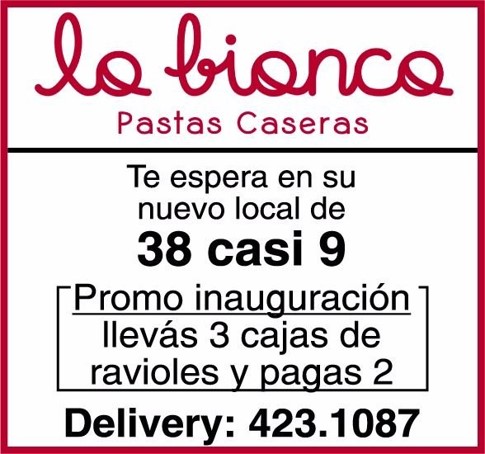 la bianca
Pastas Caseras
Te espera en su
nuevo local de
38 casi 9
Promo inauguración
llevás 3 cajas de
ravioles y pagas 2
Delivery: 423.1087